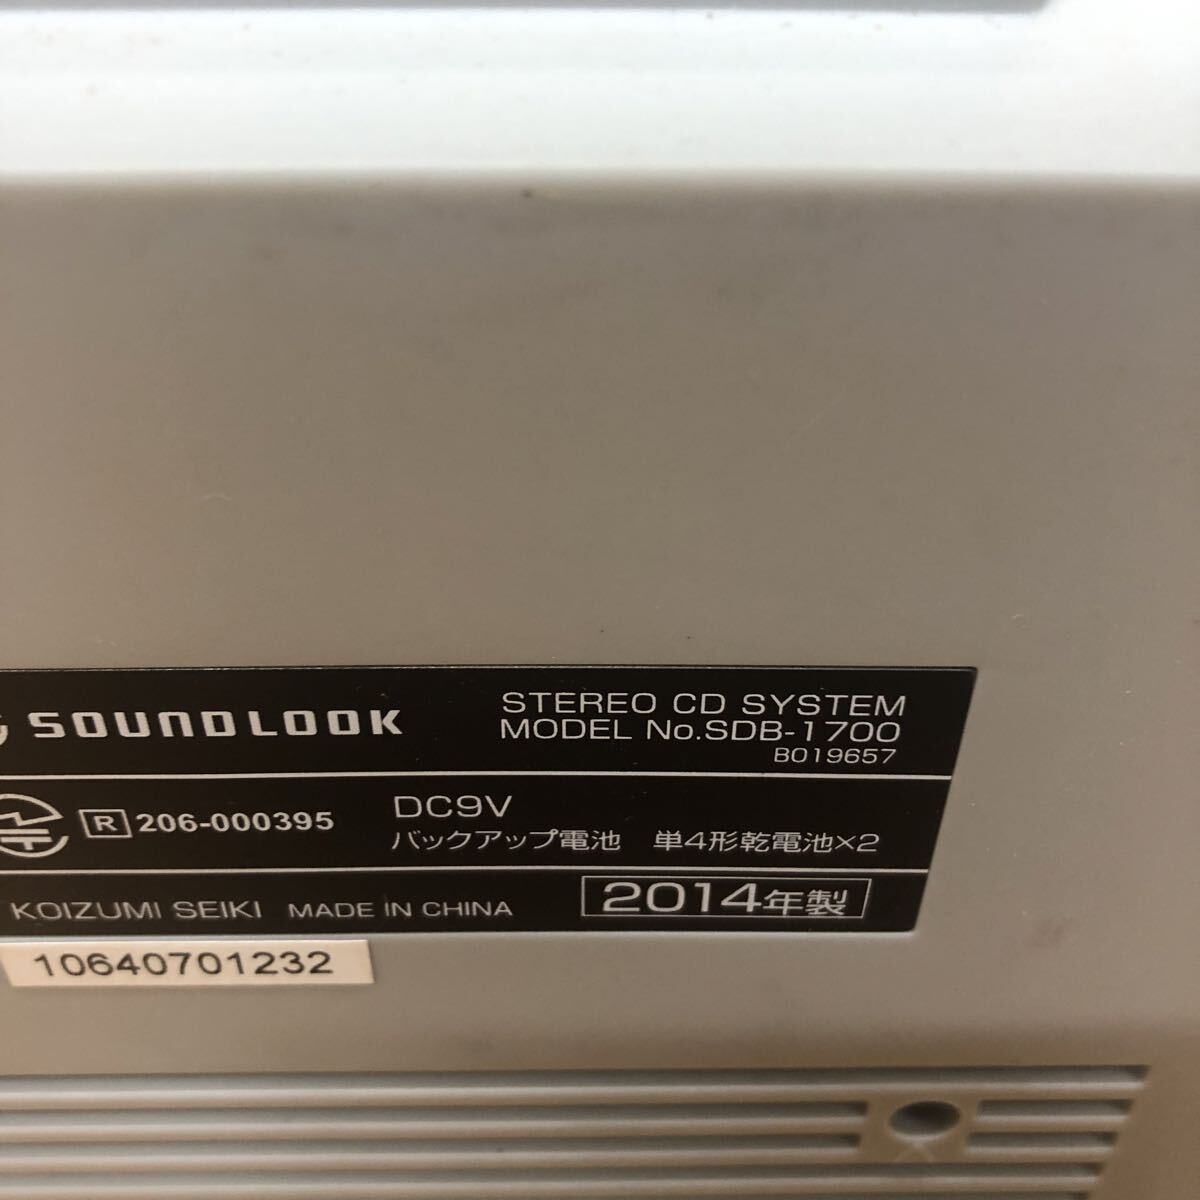 SOUNDLOOK
STEREO CD SYSTEM
MODEL No.SDB-1700
B019657
R 206-000395
DC9V
バックアップ電池 単4形乾電池×2
KOIZUMI SEIKI MADE IN CHINA
2014年製
10640701232